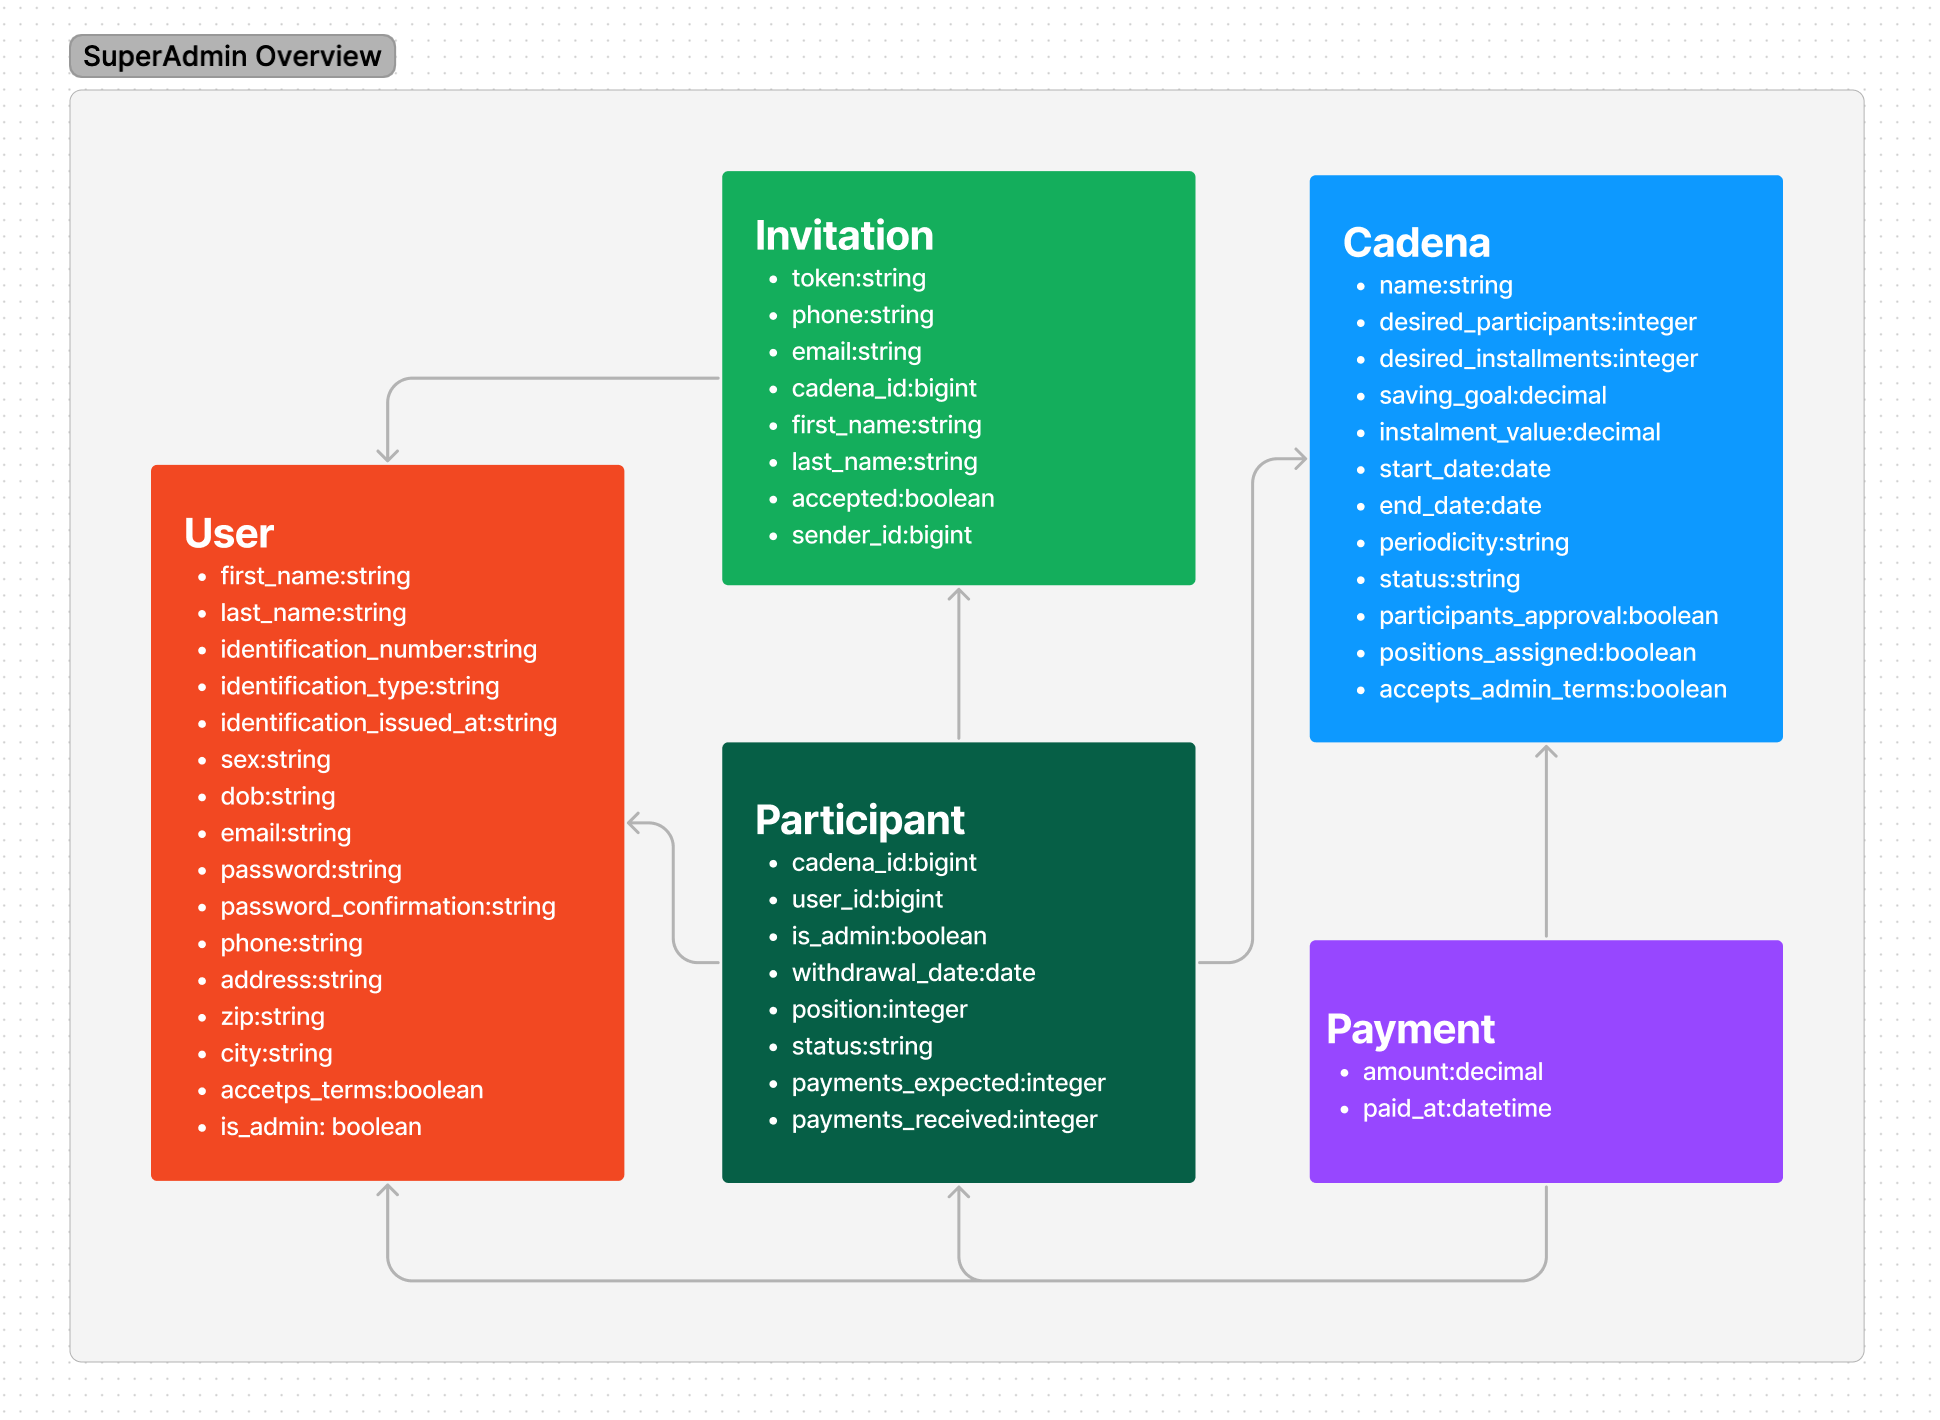 SuperAdmin Overview
Invitation
token:string
phone:string
email:string
cadena_id:bigint
first_name:string
last_name:string
accepted:boolean
sender_id:bigint
Cadena
name:string
desired_participants:integer
desired_installments:integer
saving_goal:decimal
instalment_value:decimal
start_date:date
end_date:date
periodicity:string
status:string
participants_approval:boolean
positions_assigned:boolean
accepts_admin_terms:boolean
User
first_name:string
last_name:string
identification_number:string
identification_type:string
identification_issued_at:string
sex:string
dob:string
email:string
password:string
password_confirmation:string
phone:string
address:string
zip:string
city:string
accetps_terms:boolean
is_admin: boolean
Participant
cadena_id:bigint
user_id:bigint
is_admin:boolean
withdrawal_date:date
position:integer
status:string
payments_expected:integer
payments_received:integer
Payment
amount:decimal
paid_at:datetime